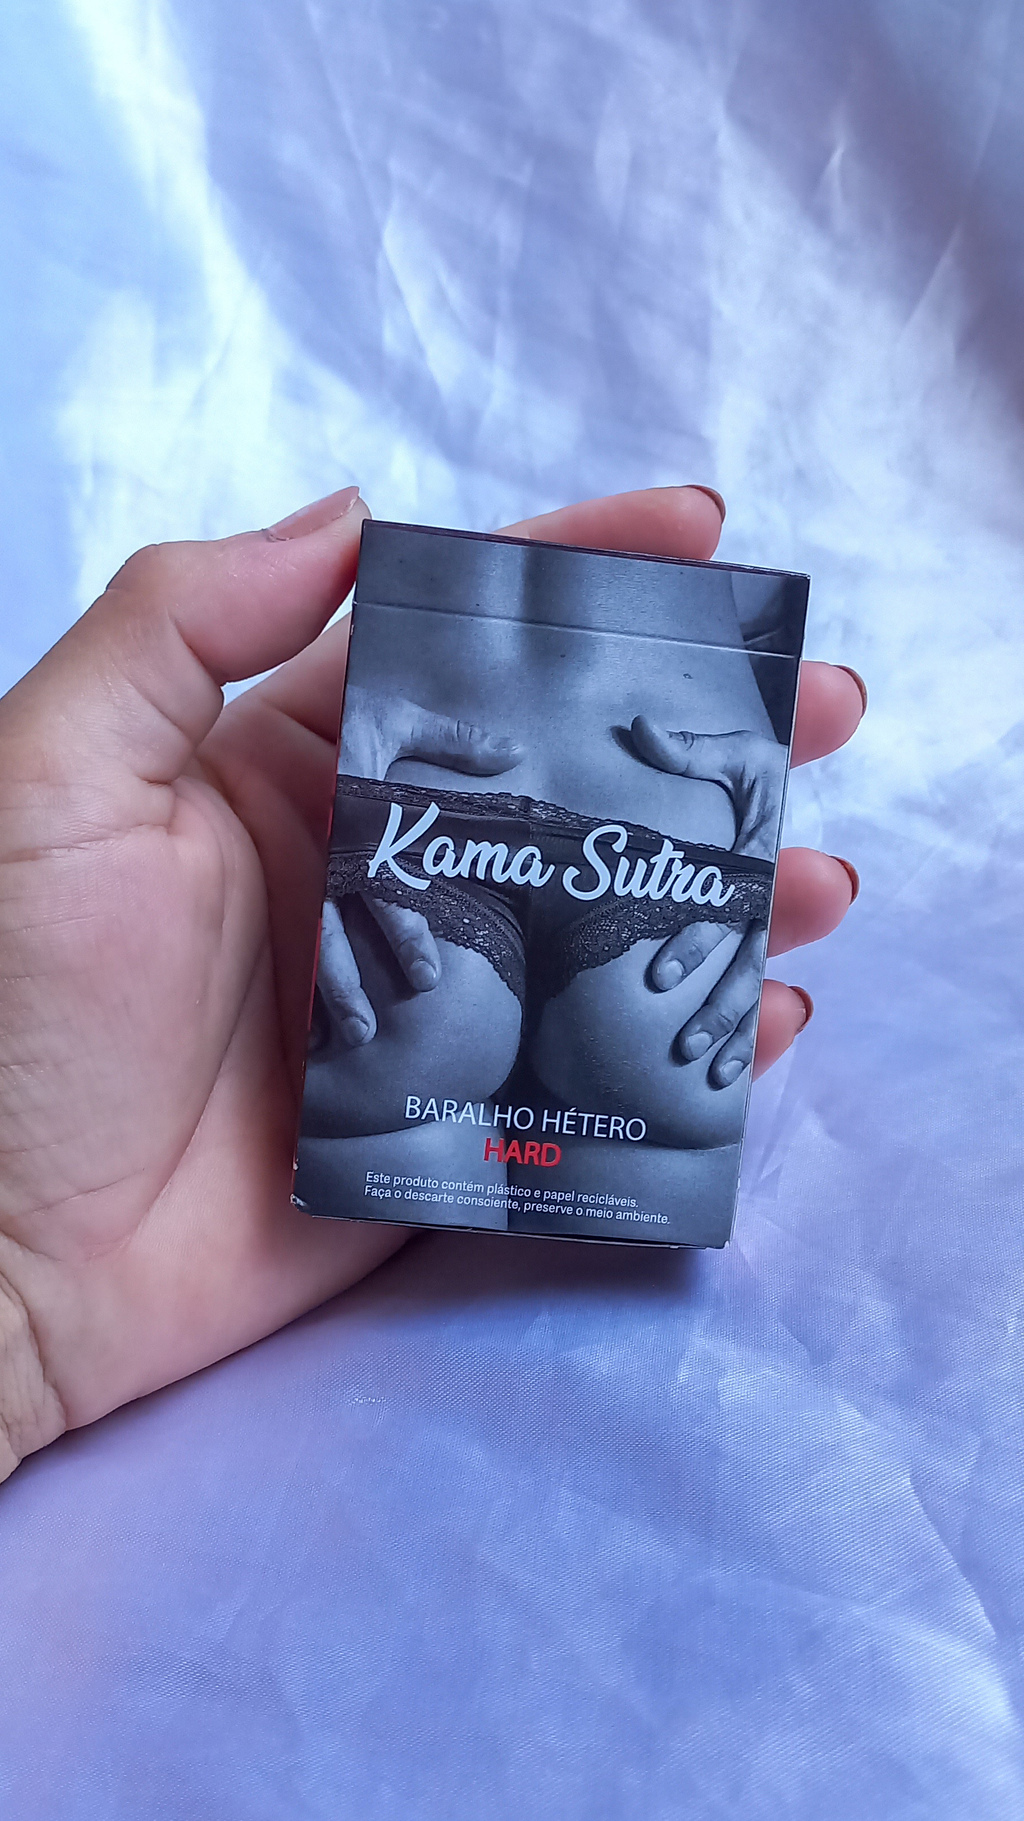 Kama Sutra
BARALHO HÉTERO
HARD
Este produto contém plástico e papel recicláveis.
Faça o descarte consciente, preserve o meio ambiente.